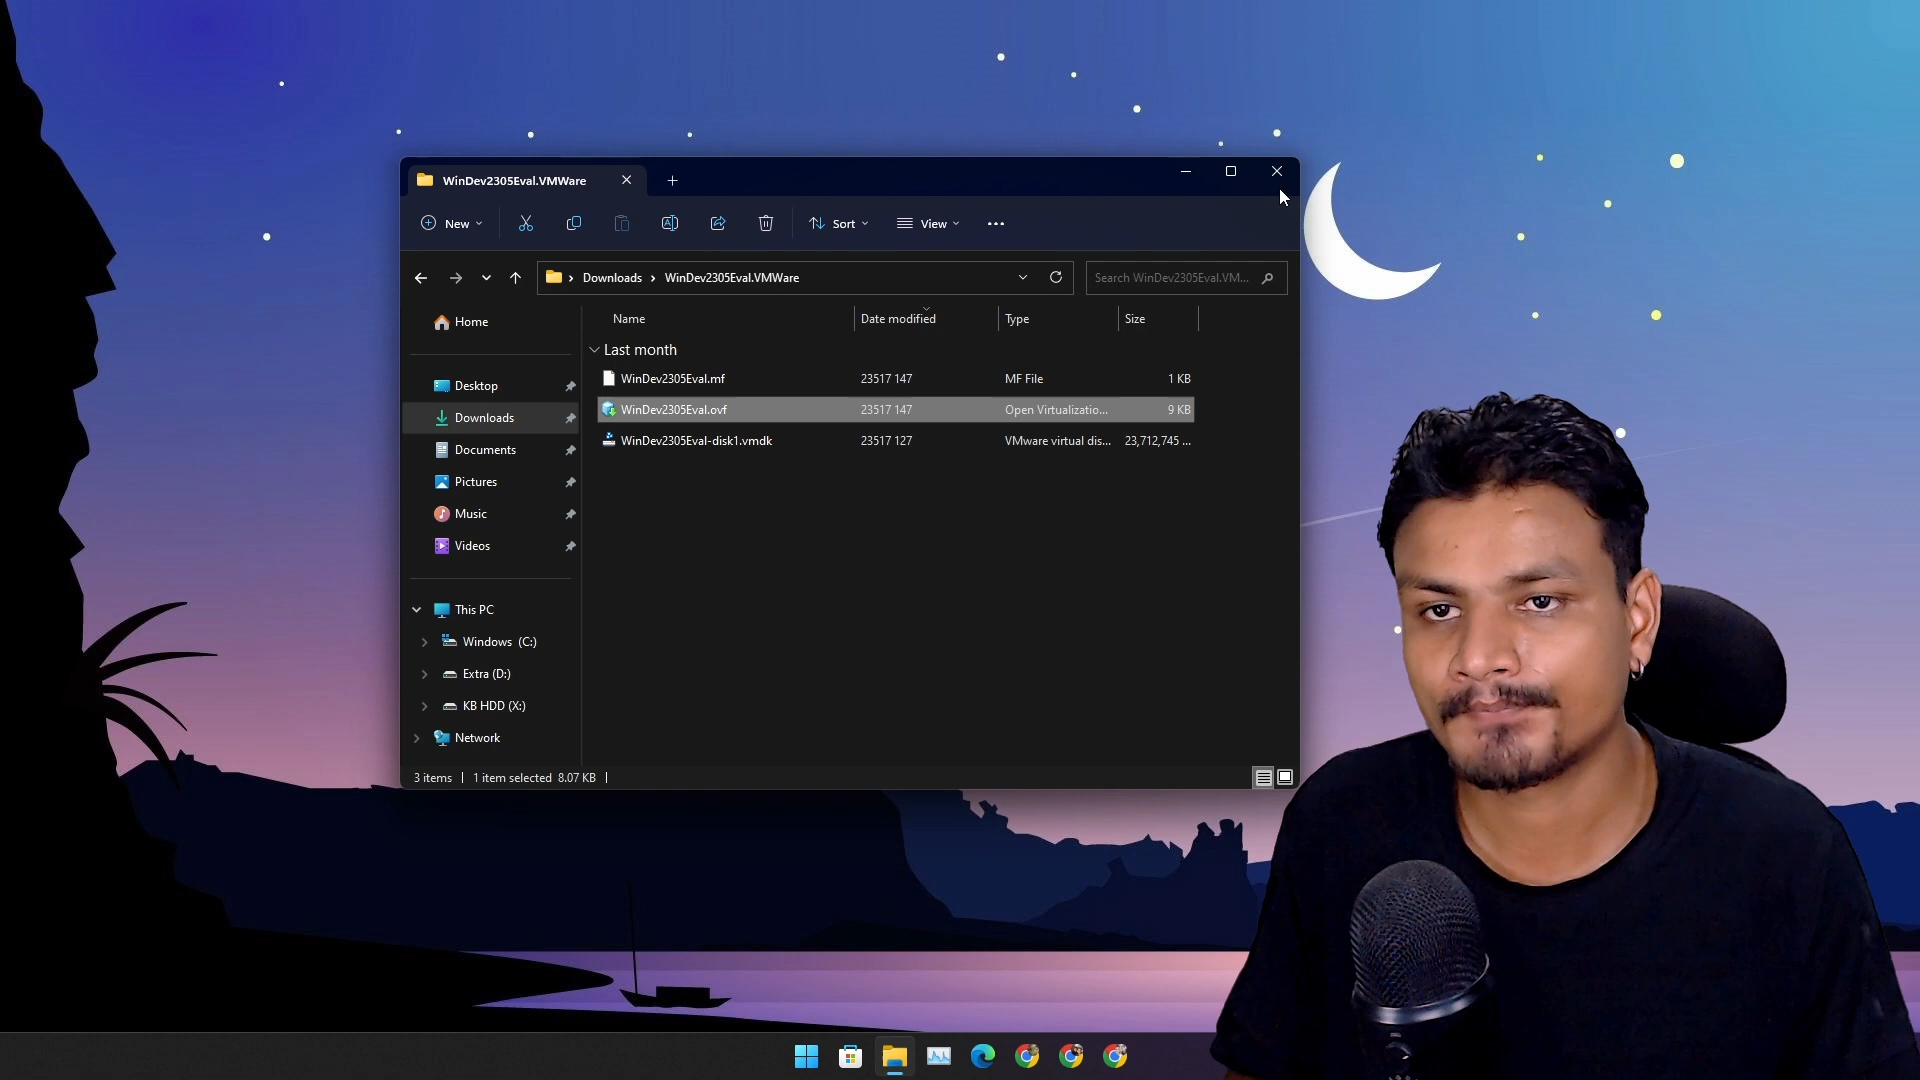 WinDev2305Eval.VMWare
New
Sort
View
Downloads
WinDev2305Eval.VMWare
Search WinDev2305Eval.VM...
Name
Date modified
Type
Size
Home
Last month
WinDev2305Eval.mf
23517 147
MF File
1 KB
WinDev2305Eval.ovf
23517 147
Open Virtualizatio...
9 KB
WinDev2305Eval-disk1.vmdk
23517 127
VMware virtual dis...
23,712,745 ...
Desktop
Downloads
Documents
Pictures
Music
Videos
This PC
Windows (C:)
Extra (D:)
KB HDD (X:)
Network
3 items
1 item selected 8.07 KB